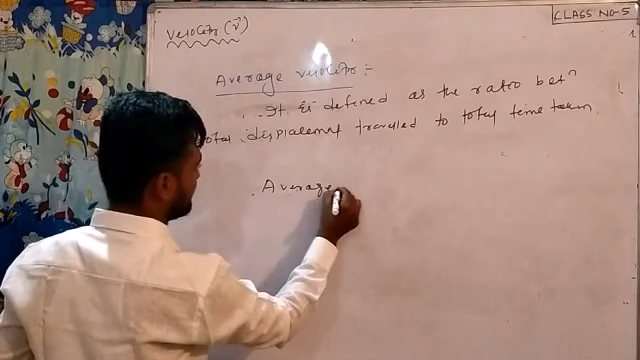 CLASS NO-5
Velocity (v⃗)
Average velocity :-
It is defined as the ratio betn
total displacement travelled to total time taken.
Average